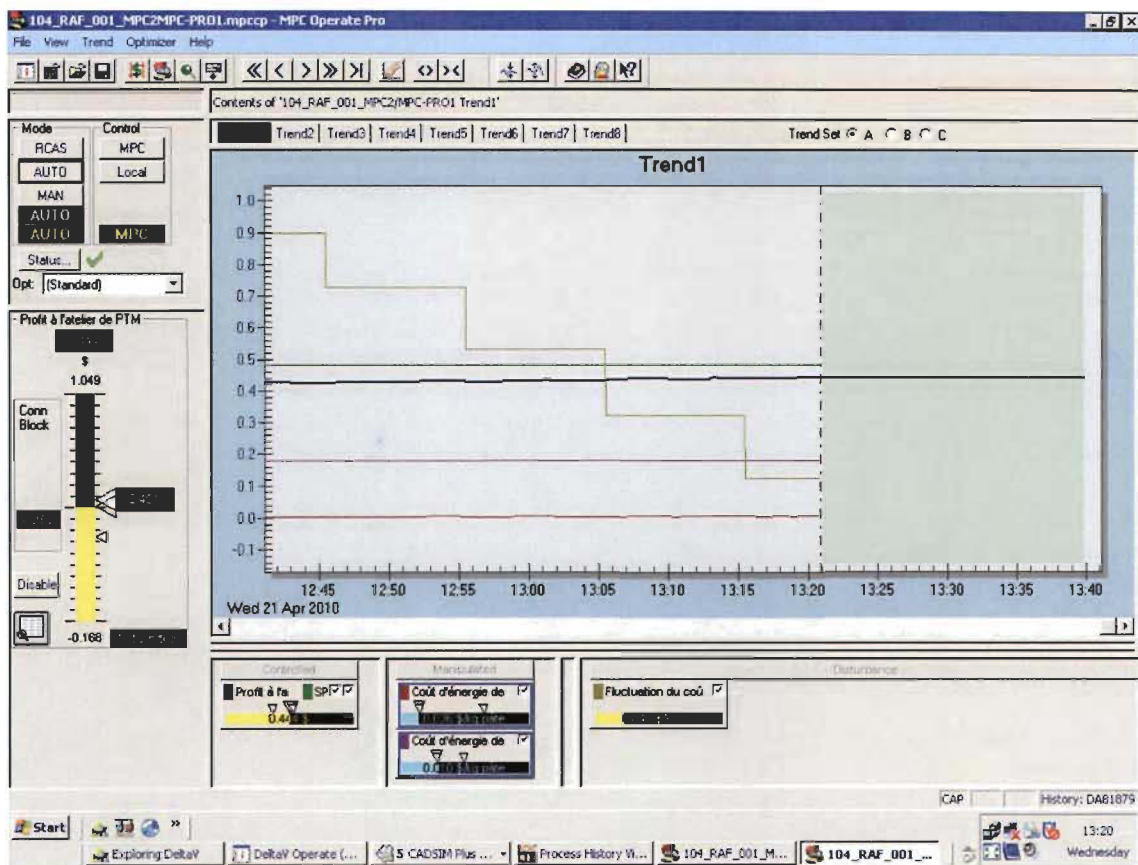 104_RAF_001_MPC2MPC-PRO1.mpccp - MPC Operate Pro
File View Trend Optimizer Help
Contents of '104_RAF_001_MPC2/MPC-PRO1 Trend1'
Mode
Control
RCAS
MPC
AUTO
Local
MAN
AUTO
AUTO
MPC
Status...
Opt: (Standard)
Trend2 Trend3 Trend4 Trend5 Trend6 Trend7 Trend8
Trend Set A B C
Trend1
1.0
0.9
0.8
0.7
0.6
0.5
0.4
0.3
0.2
0.1
0.0
-0.1
12:45 12:50 12:55 13:00 13:05 13:10 13:15 13:20 13:25 13:30 13:35 13:40
Wed 21 Apr 2010
Profit à l'atelier de PTM
$
1.049
Conn
Block
Disable
-0.168
Controlled
Manipulated
Disturbance
Profit à l'a SP
Coût d'énergie de
Coût d'énergie de
Fluctuation du coû
CAP
History: DA81879
Start
»
13:20
Wednesday
Exploring DeltaV
DeltaV Operate (...
5 CADSIM Plus ...
Process History Vi...
104_RAF_001_M...
104_RAF_001_...